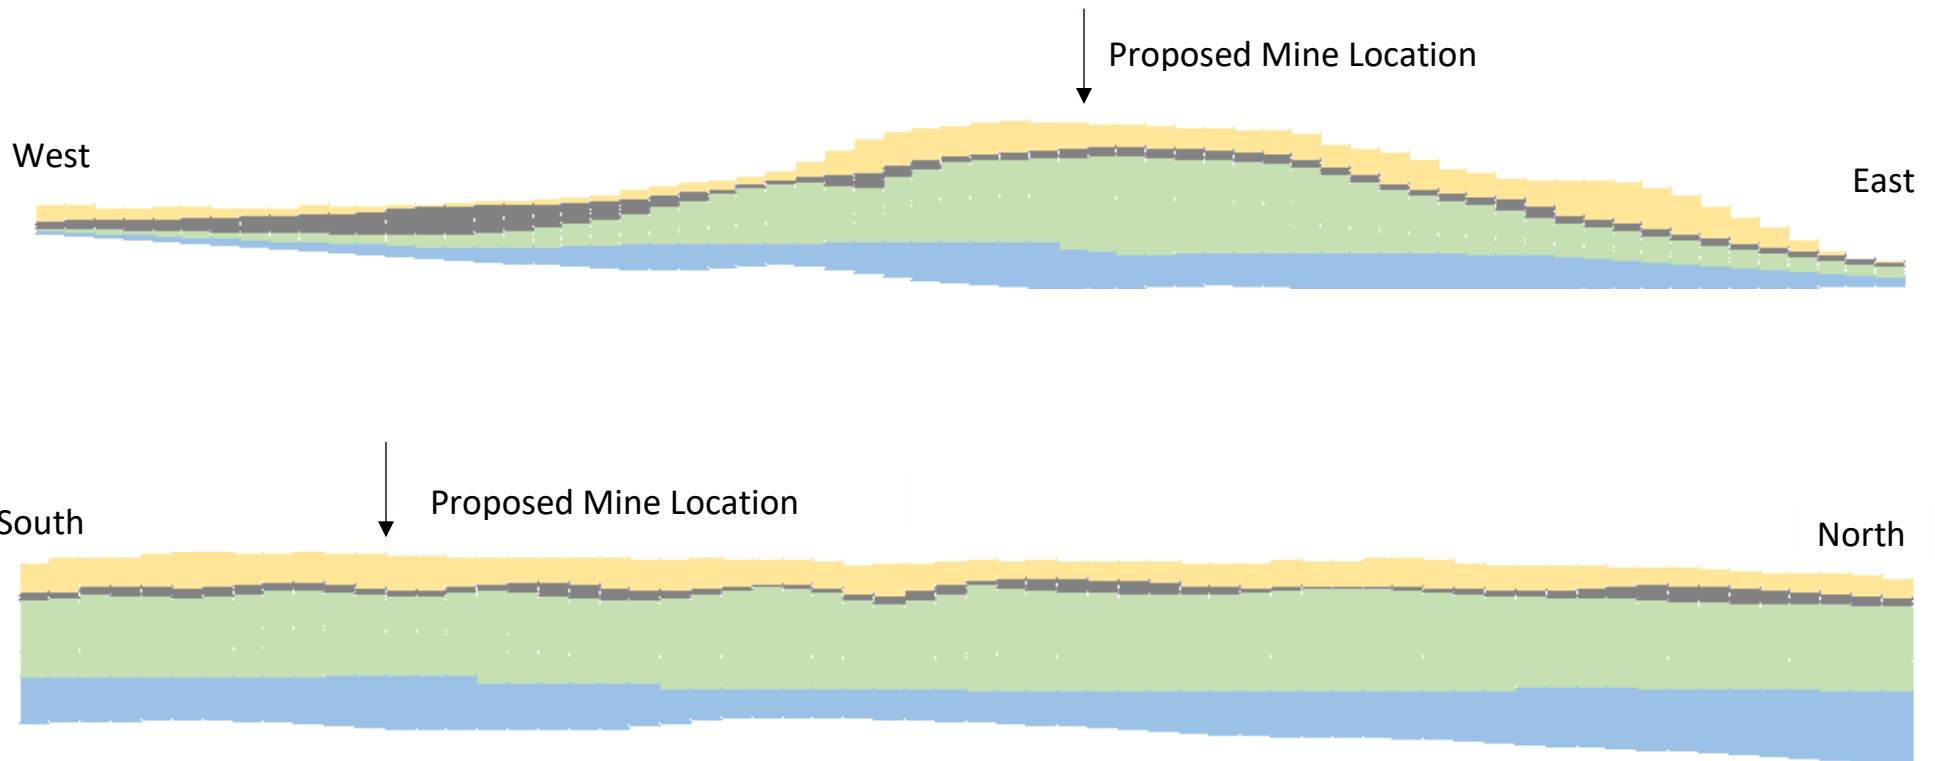 Proposed Mine Location
West
East
Proposed Mine Location
South
North